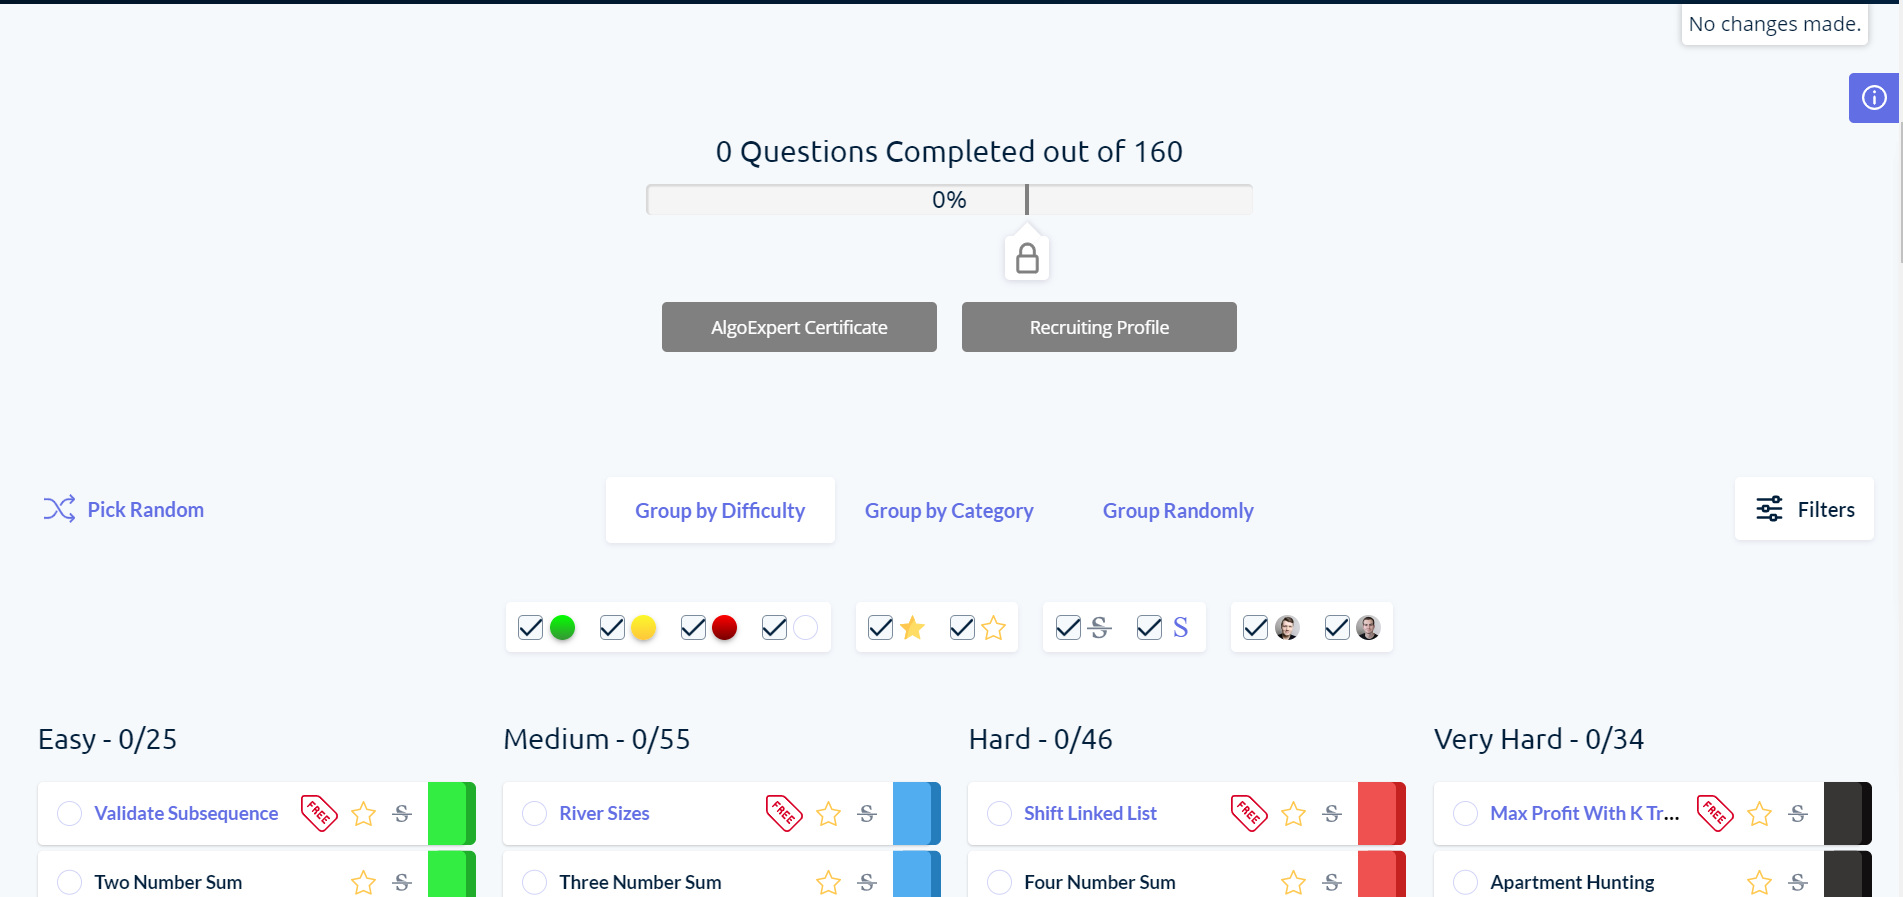 No changes made.
0 Questions Completed out of 160
0%
AlgoExpert Certificate
Recruiting Profile
Pick Random
Group by Difficulty
Group by Category
Group Randomly
Filters
S
S
Easy - 0/25
Medium - 0/55
Hard - 0/46
Very Hard - 0/34
Validate Subsequence FREE S
River Sizes FREE S
Shift Linked List FREE S
Max Profit With K Tr... FREE S
Two Number Sum S
Three Number Sum S
Four Number Sum S
Apartment Hunting S